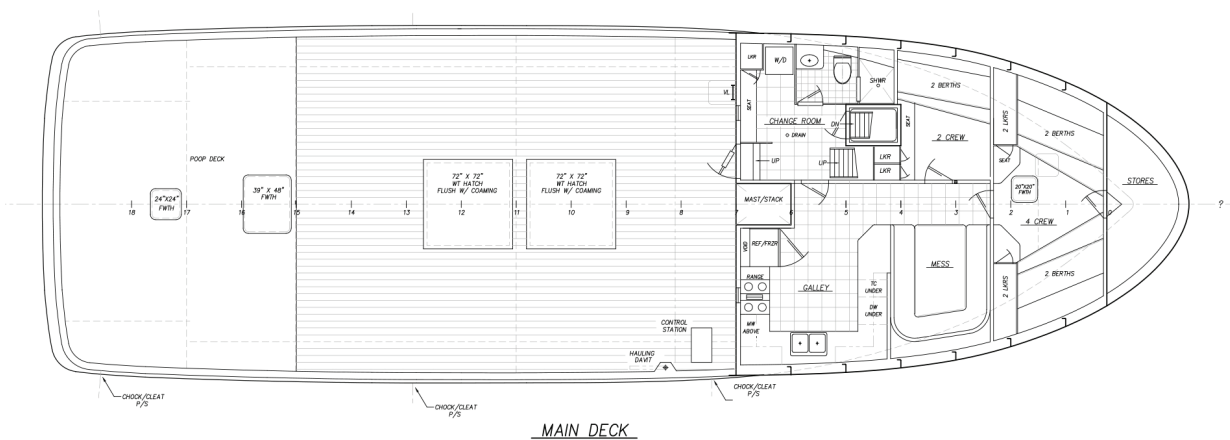 LKR
W/D
SHWR
2 BERTHS
VL
SEAT
CHANGE ROOM
DRAIN
DN
SEAT
2 CREW
2 LKRS
2 BERTHS
POOP DECK
UP
UP
LKR
LKR
SEAT
72" X 72"
WT HATCH
FLUSH W/ COAMING
72" X 72"
WT HATCH
FLUSH W/ COAMING
39" X 48"
FWTH
24"X24"
FWTH
20"X20"
FWTH
STORES
MAST/STACK
18
17
16
15
13
12
11
10
9
8
7
6
5
4
3
2
1
0
?
4 CREW
VOID
REF/FRZR
MESS
2 BERTHS
RANGE
GALLEY
TC
UNDER
DW
UNDER
2 LKRS
MW
ABOVE
CONTROL
STATION
HAULING
DAVIT
CHOCK/CLEAT
P/S
CHOCK/CLEAT
P/S
CHOCK/CLEAT
P/S
MAIN DECK